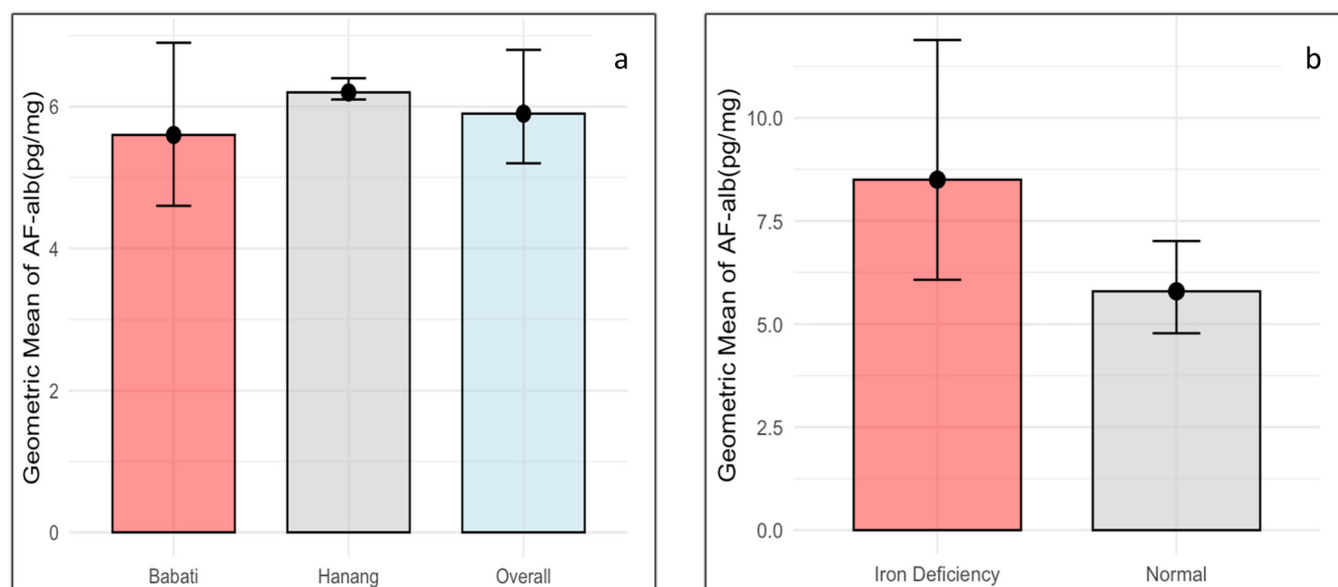 a
Geometric Mean of AF-alb(pg/mg)
6
4
2
0
Babati Hanang Overall
b
Geometric Mean of AF-alb(pg/mg)
10.0
7.5
5.0
2.5
0.0
Iron Deficiency Normal